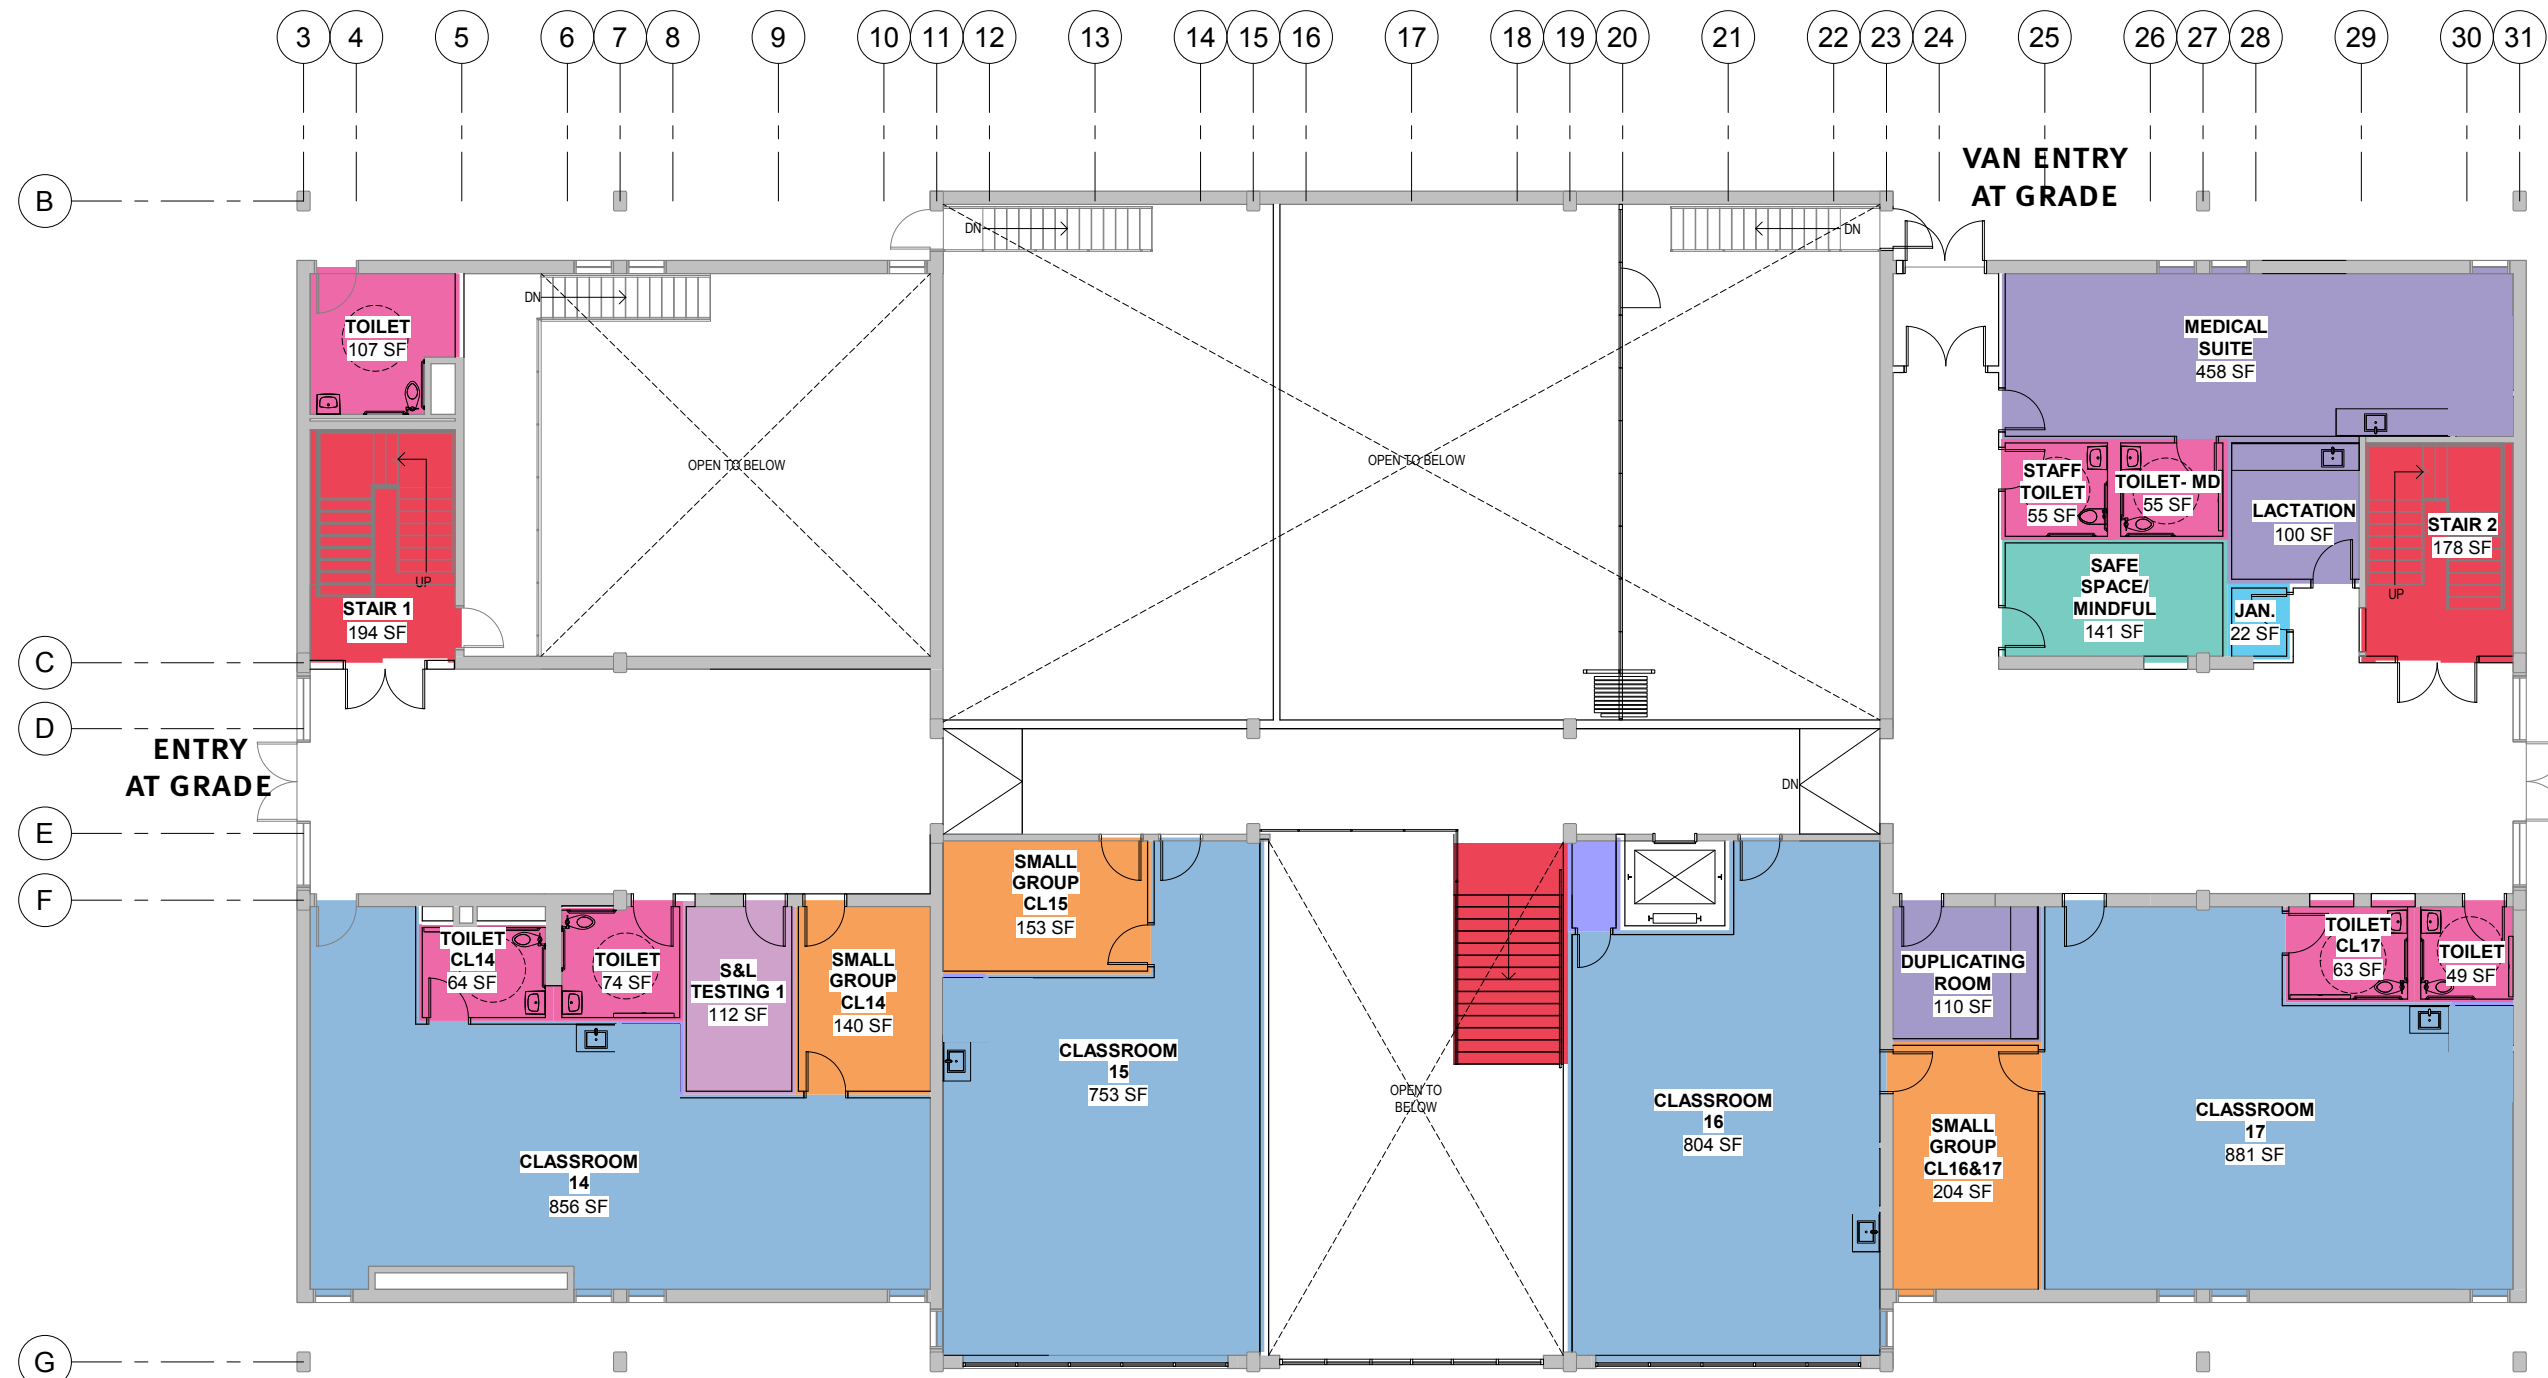 3 4 5 6 7 8 9 10 11 12 13 14 15 16 17 18 19 20 21 22 23 24 25 26 27 28 29 30 31
VAN ENTRY
AT GRADE
B
DN
DN
DN
TOILET
107 SF
MEDICAL
SUITE
458 SF
OPEN TO BELOW
OPEN TO BELOW
STAFF
TOILET
55 SF
TOILET- MD
55 SF
LACTATION
100 SF
STAIR 2
178 SF
UP
STAIR 1
194 SF
UP
SAFE
SPACE/
MINDFUL
141 SF
JAN.
22 SF
C
D
ENTRY
AT GRADE
DN
E
F
SMALL
GROUP
CL15
153 SF
TOILET
CL14
64 SF
TOILET
74 SF
S&L
TESTING 1
112 SF
SMALL
GROUP
CL14
140 SF
DUPLICATING
ROOM
110 SF
TOILET
CL17
63 SF
TOILET
49 SF
CLASSROOM
15
753 SF
OPEN TO
BELOW
CLASSROOM
16
804 SF
CLASSROOM
14
856 SF
SMALL
GROUP
CL16&17
204 SF
CLASSROOM
17
881 SF
G